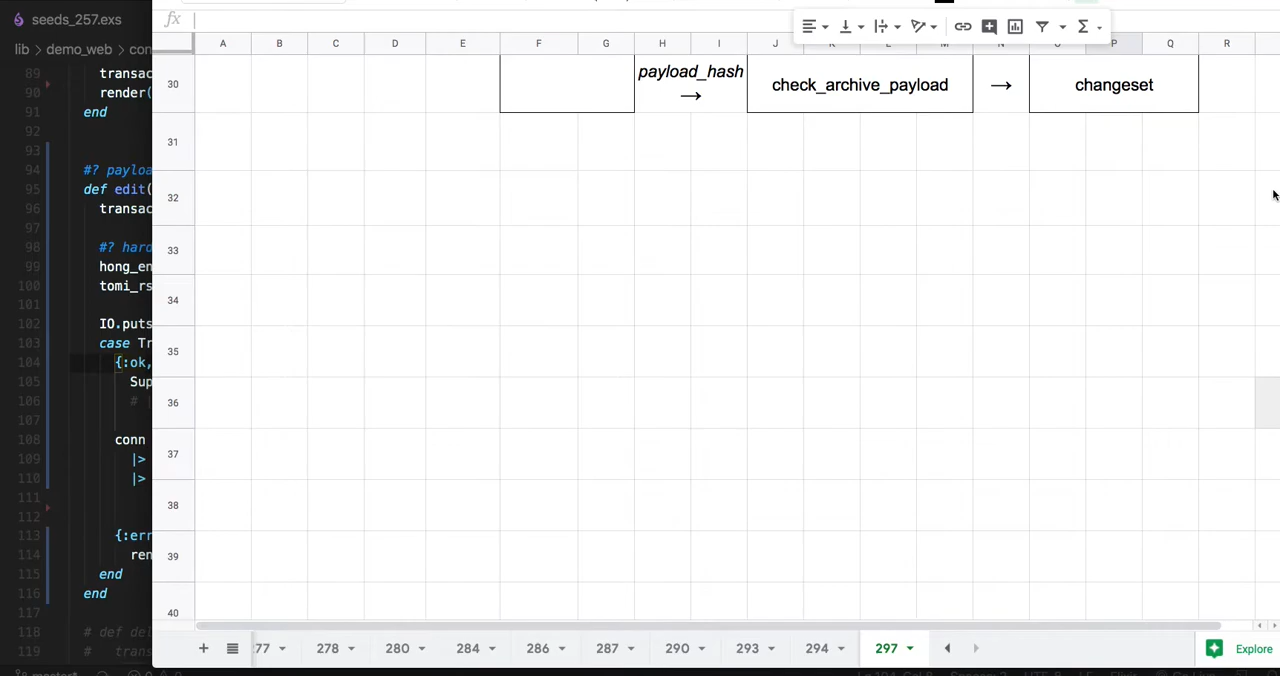 seeds_257.exs
lib > demo_web > con
89 transac
90 render(
91 end
92
93
94 #? payloa
95 def edit(
96 transac
97
98 #? hard
99 hong_en
100 tomi_rs
101
102 IO.puts
103 case Tr
104 {:ok,
105 Sup
106 # |
107
108 conn
109 |>
110 |>
111
112
113 {:err
114 ren
115 end
116 end
117
118 # def del
119 # trans
fx
A B C D E F G H I J K L M N O P Q R
30 payload_hash → check_archive_payload → changeset
31
32
33
34
35
36
37
38
39
40
+ 277 278 280 284 286 287 290 293 294 297 Explore